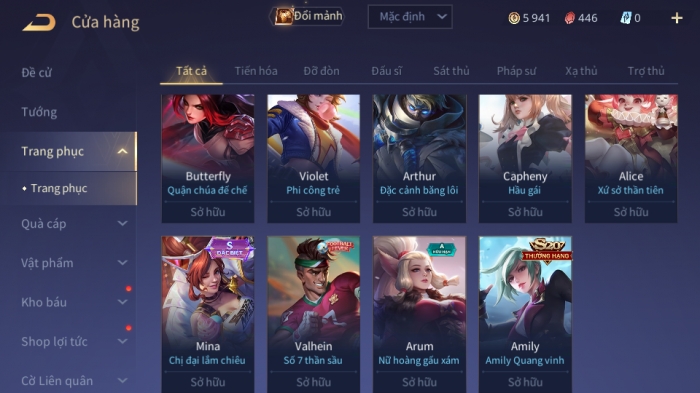 Cửa hàng
Đổi mảnh
Mặc định
5 941
446
0
Đề cử
Tướng
Trang phục
Trang phục
Quà cáp
Vật phẩm
Kho báu
Shop lợi tức
Cờ Liên quân
Tất cả
Tiến hóa
Đỡ đòn
Đấu sĩ
Sát thủ
Pháp sư
Xạ thủ
Trợ thủ
Butterfly
Quận chúa đế chế
Sở hữu
Violet
Phi công trẻ
Sở hữu
Arthur
Đặc cảnh băng lôi
Sở hữu
Capheny
Hầu gái
Sở hữu
Alice
Xứ sở thần tiên
Sở hữu
S
ĐẶC BIỆT
Mina
Chị đại lắm chiêu
Sở hữu
Valhein
Số 7 thần sầu
Sở hữu
A
Arum
Nữ hoàng gấu xám
Sở hữu
S20
THƯỞNG HẠNG
Amily
Amily Quang vinh
Sở hữu